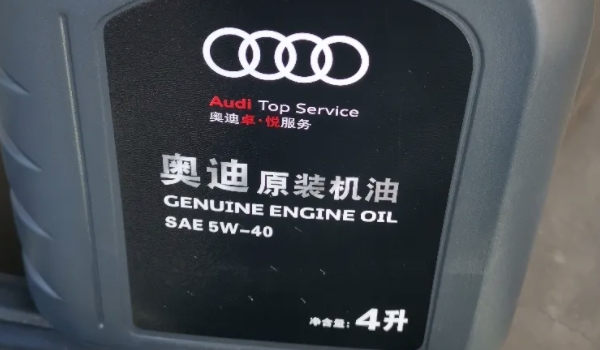 Audi Top Service
奥迪卓·悦服务
奥迪原装机油
GENUINE ENGINE OIL
SAE 5W-40
净含量：4升